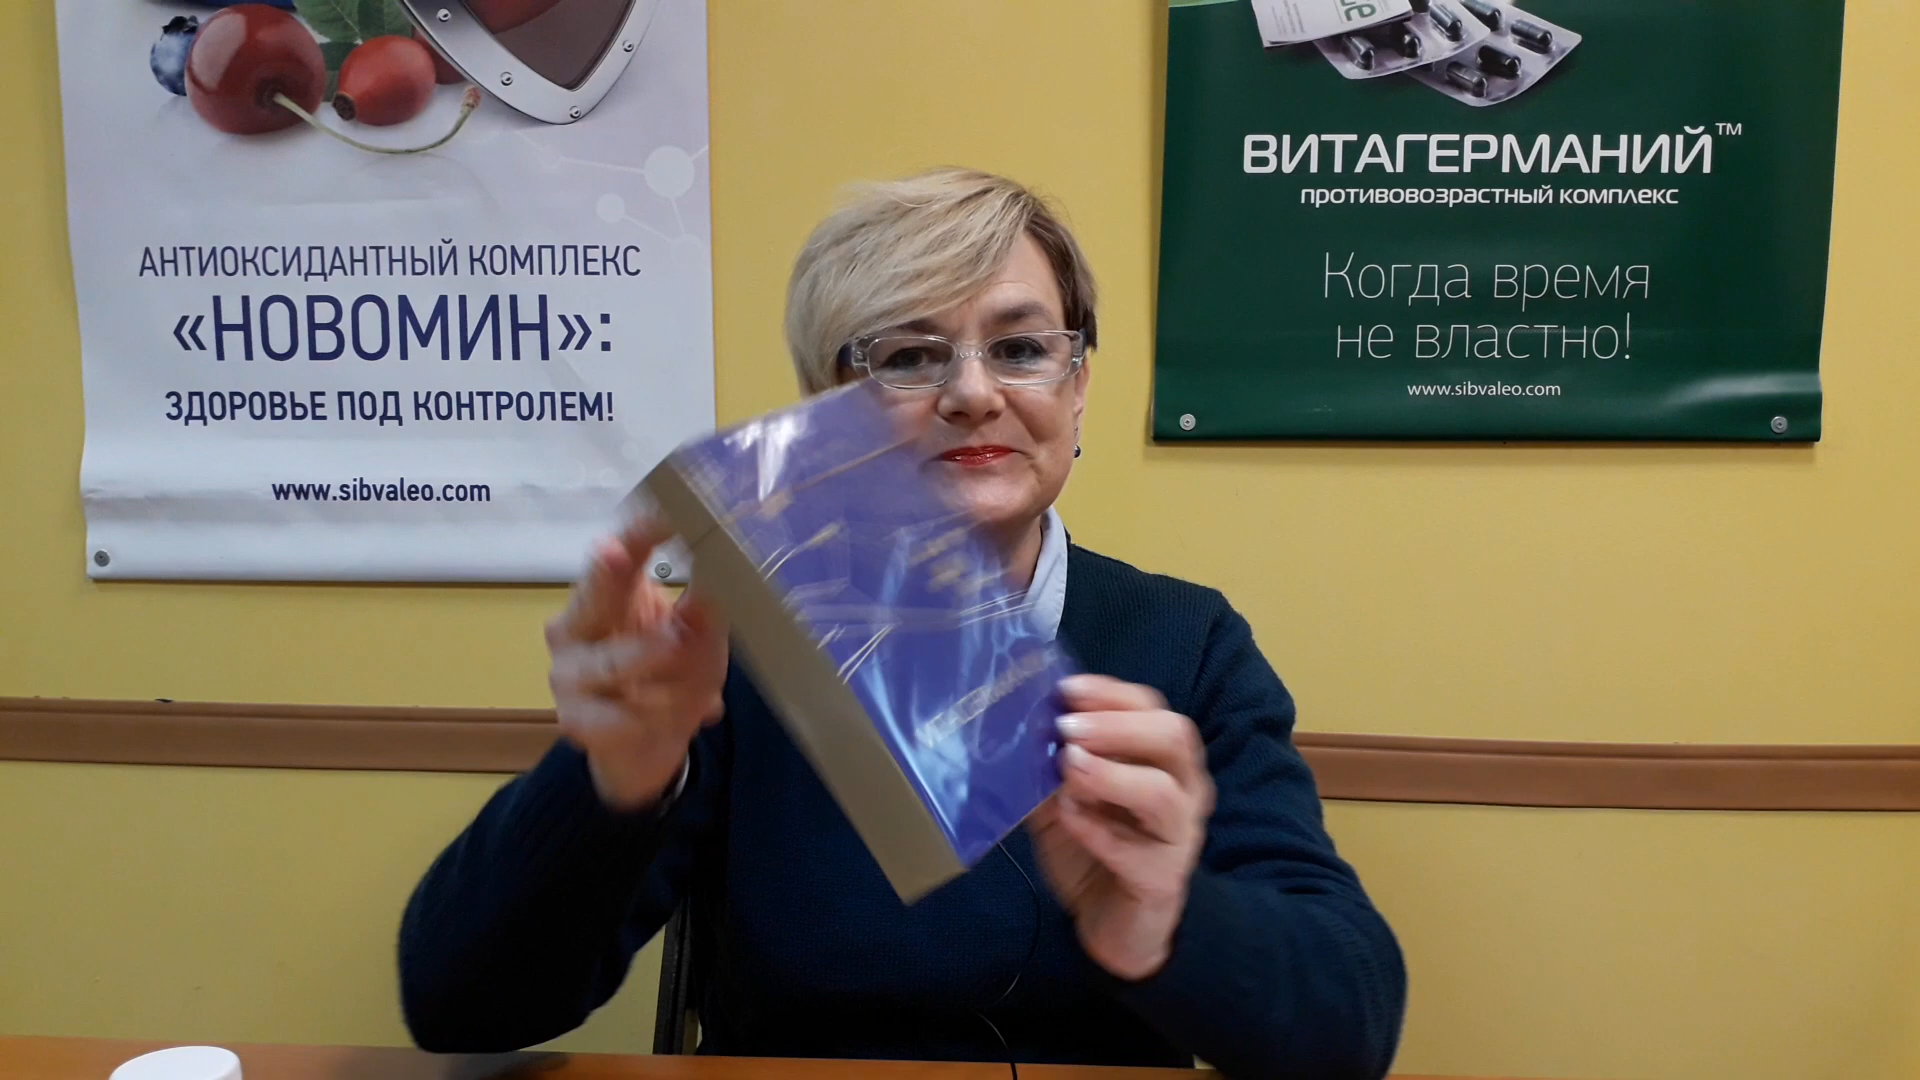 АНТИОКСИДАНТНЫЙ КОМПЛЕКС
«НОВОМИН»:
ЗДОРОВЬЕ ПОД КОНТРОЛЕМ!
www.sibvaleo.com
ВИТАГЕРМАНИЙ™
противовозрастный комплекс
Когда время
не властно!
www.sibvaleo.com